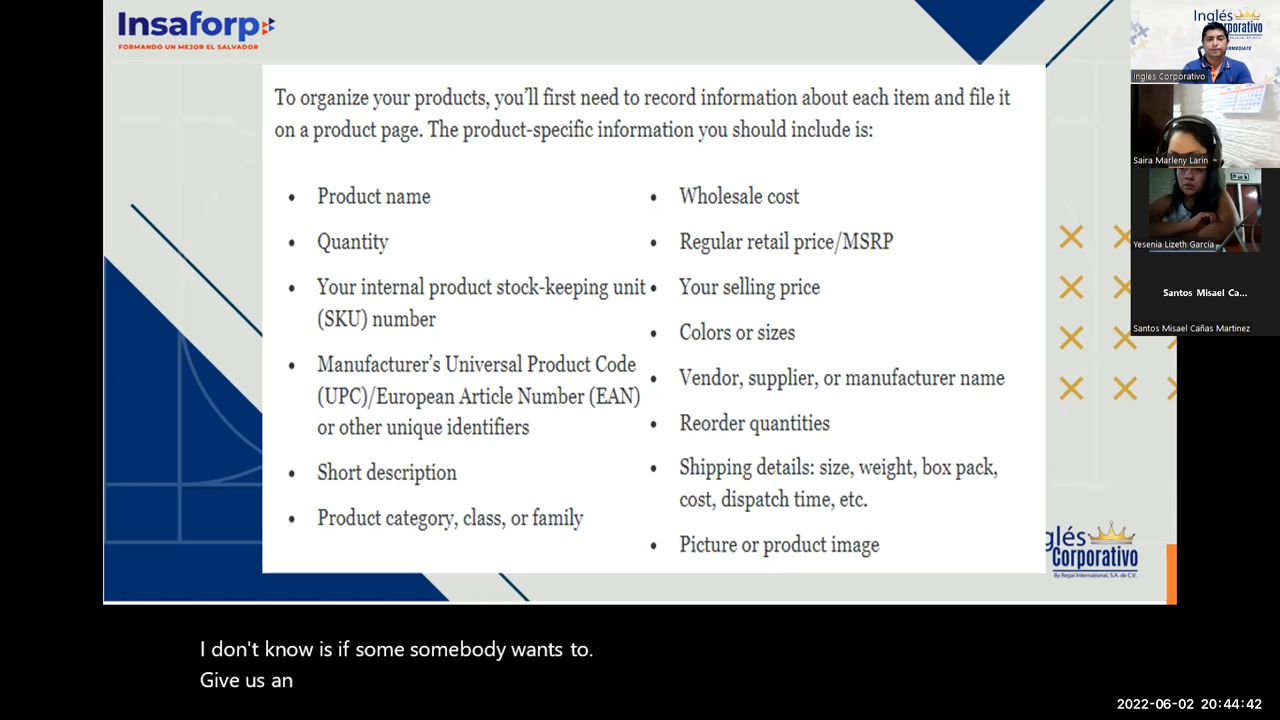 Insaforp
FORMANDO UN MEJOR EL SALVADOR
To organize your products, you'll first need to record information about each item and file it
on a product page. The product-specific information you should include is:
• Product name
• Quantity
• Your internal product stock-keeping unit
(SKU) number
• Manufacturer's Universal Product Code
(UPC)/European Article Number (EAN)
or other unique identifiers
• Short description
• Product category, class, or family
• Wholesale cost
• Regular retail price/MSRP
• Your selling price
• Colors or sizes
• Vendor, supplier, or manufacturer name
• Reorder quantities
• Shipping details: size, weight, box pack,
cost, dispatch time, etc.
• Picture or product image
glés
Corporativo
By Regal International, S.A. de C.V.
Inglés
Ingles Corporativo
Saira Marleny Larin
Yesenia Lizeth García
Santos Misael Ca...
Santos Misael Cañas Martinez
I don't know is if some somebody wants to.
Give us an
2022-06-02 20:44:42